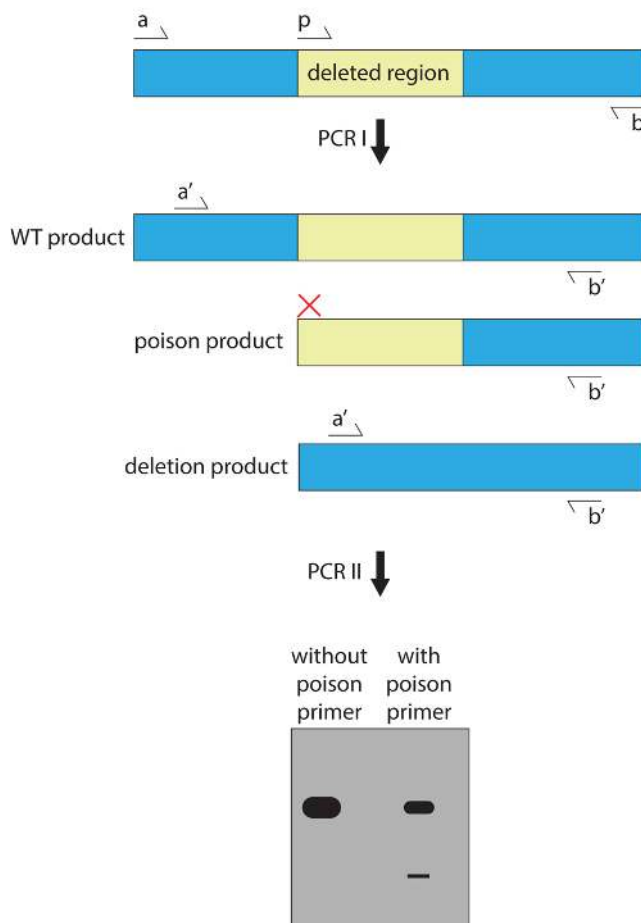 a
p
deleted region
b
PCR I
a'
WT product
b'
poison product
b'
a'
deletion product
b'
PCR II
without
poison
primer
with
poison
primer